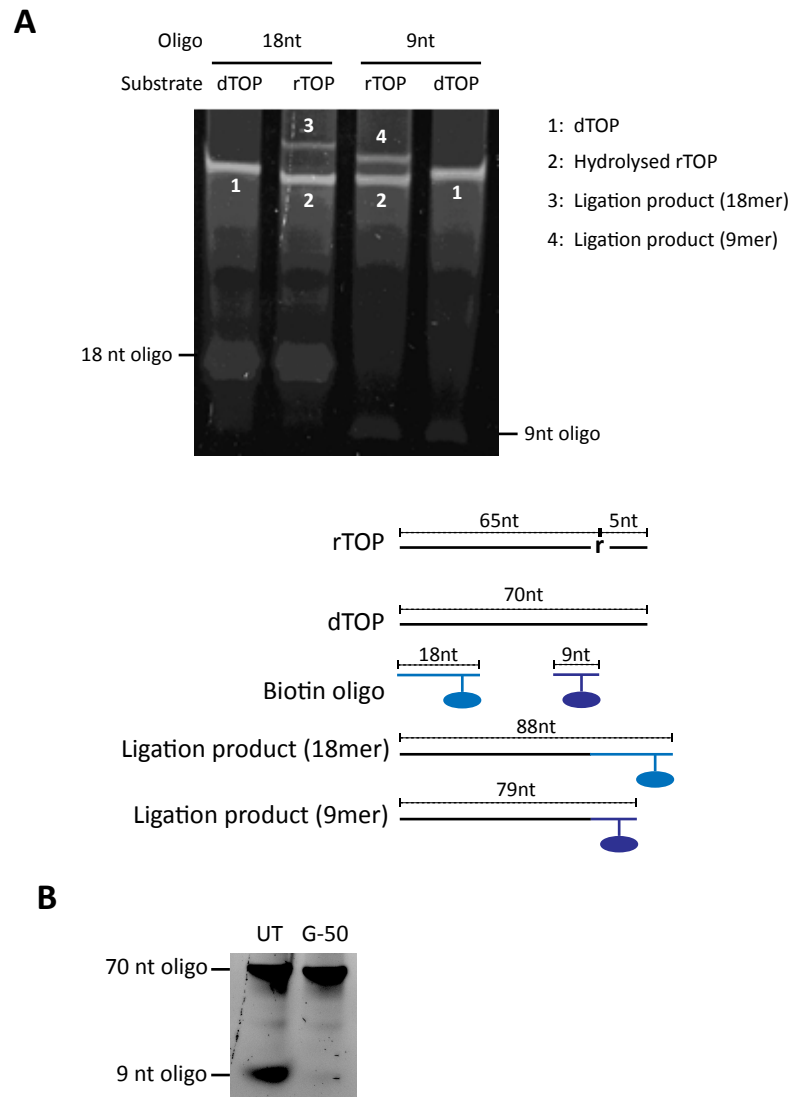 A
Oligo 18nt 9nt
Substrate dTOP rTOP rTOP dTOP
3
4
1
2
2
1
1: dTOP
2: Hydrolysed rTOP
3: Ligation product (18mer)
4: Ligation product (9mer)
18 nt oligo
9nt oligo
65nt 5nt
rTOP
r
70nt
dTOP
18nt 9nt
Biotin oligo
88nt
Ligation product (18mer)
79nt
Ligation product (9mer)
B
UT G-50
70 nt oligo
9 nt oligo